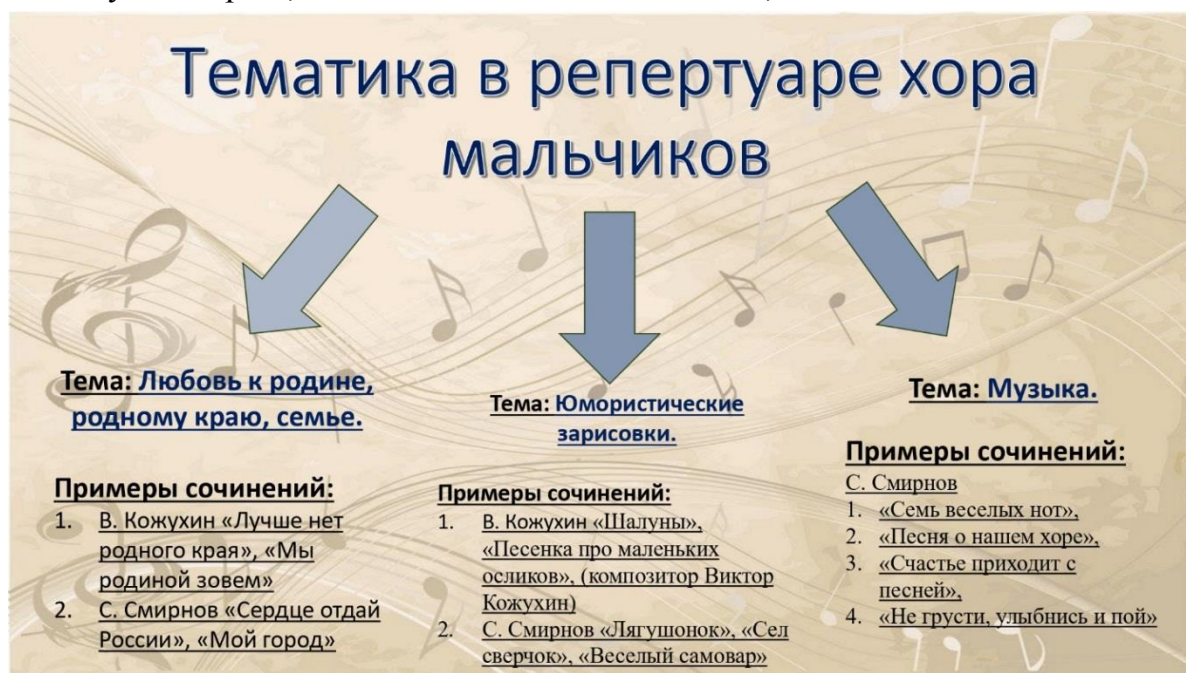 Тематика в репертуаре хора
мальчиков
Тема: Любовь к родине,
родному краю, семье.
Примеры сочинений:
1. В. Кожухин «Лучше нет
родного края», «Мы
родиной зовем»
2. С. Смирнов «Сердце отдай
России», «Мой город»
Тема: Юмористические
зарисовки.
Примеры сочинений:
1. В. Кожухин «Шалуны»,
«Песенка про маленьких
осликов», (композитор Виктор
Кожухин)
2. С. Смирнов «Лягушонок», «Сел
сверчок», «Веселый самовар»
Тема: Музыка.
Примеры сочинений:
С. Смирнов
1. «Семь веселых нот»,
2. «Песня о нашем хоре»,
3. «Счастье приходит с
песней»,
4. «Не грусти, улыбнись и пой»